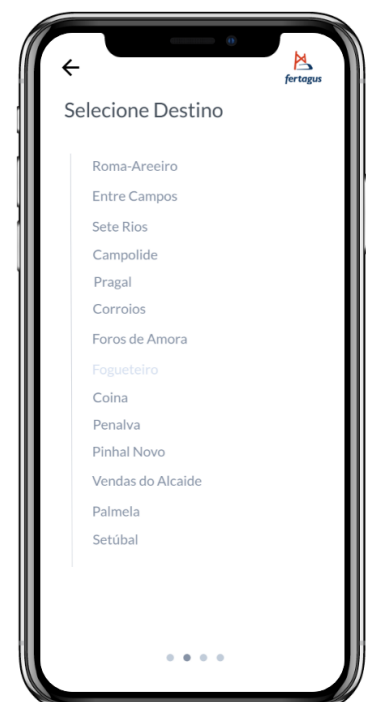 fertagus
Selecione Destino
Roma-Areeiro
Entre Campos
Sete Rios
Campolide
Pragal
Corroios
Foros de Amora
Fogueteiro
Coina
Penalva
Pinhal Novo
Vendas do Alcaide
Palmela
Setúbal